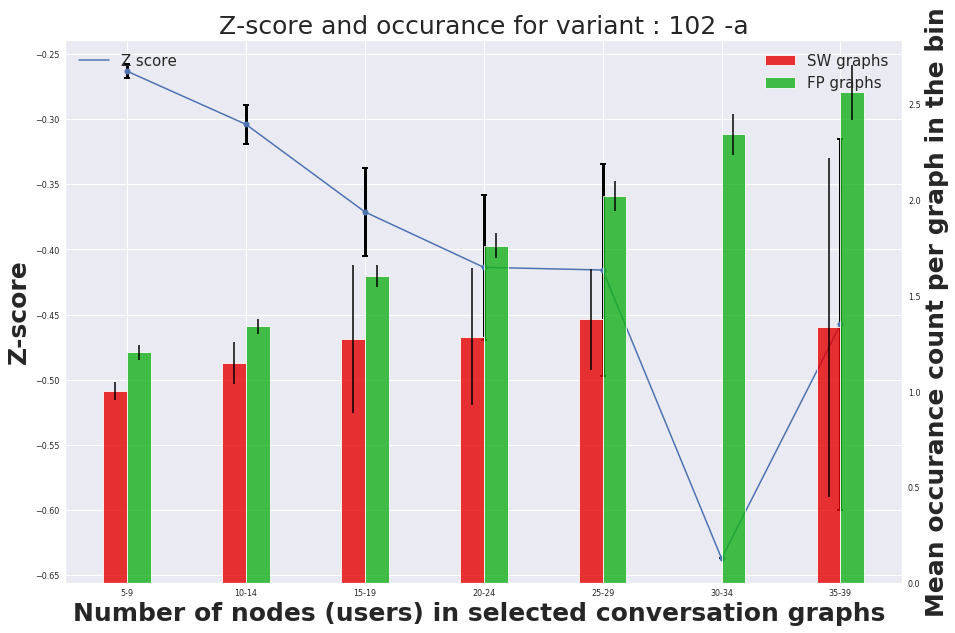 Z-score and occurance for variant : 102 -a
Z score
SW graphs
FP graphs
Z-score
−0.25
−0.30
−0.35
−0.40
−0.45
−0.50
−0.55
−0.60
−0.65
2.5
2.0
1.5
1.0
0.5
0.0
Mean occurance count per graph in the bin
5-9 10-14 15-19 20-24 25-29 30-34 35-39
Number of nodes (users) in selected conversation graphs